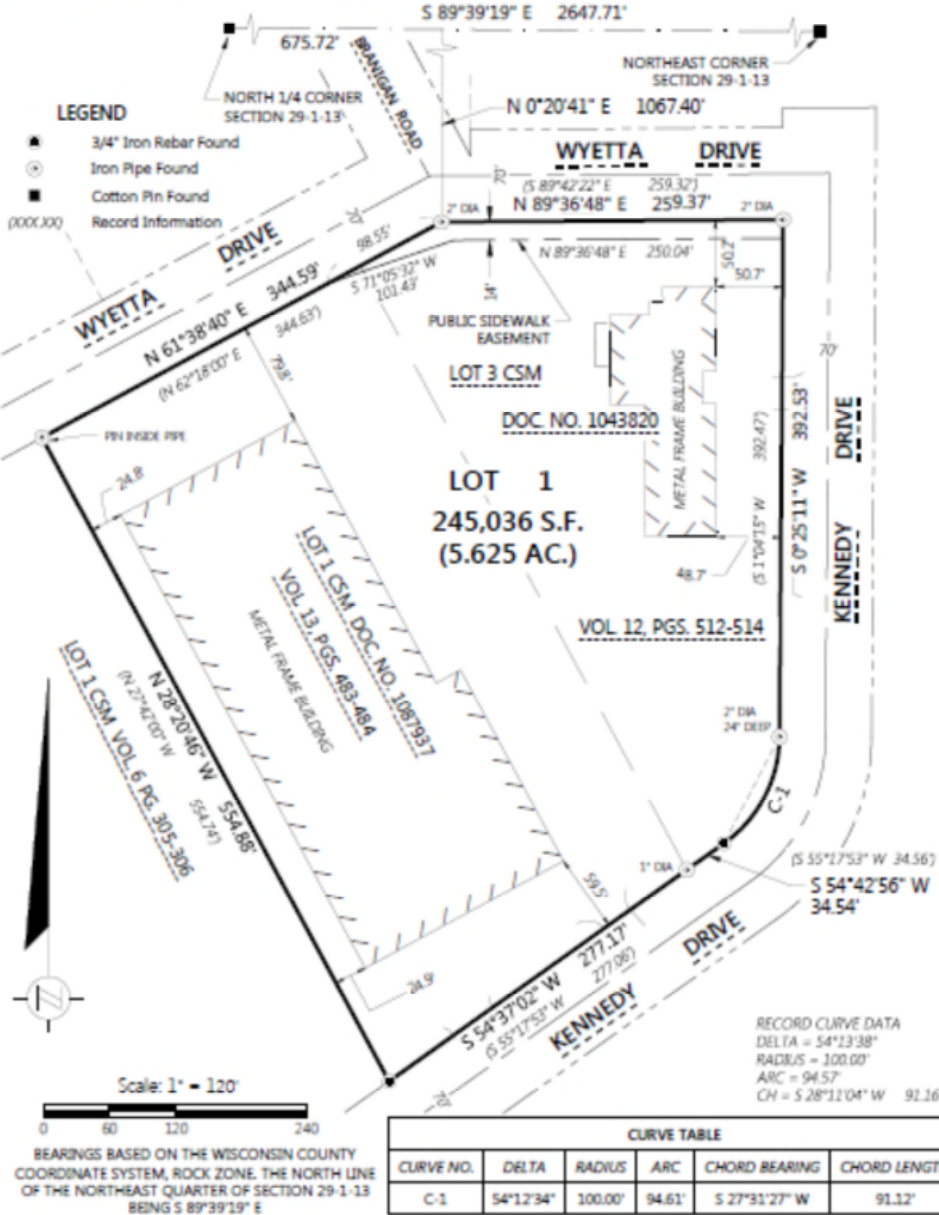 S 89°39'19" E 2647.71'
675.72'
BRANIGAN ROAD
NORTHEAST CORNER
SECTION 29-1-13
NORTH 1/4 CORNER
SECTION 29-1-13
N 0°20'41" E 1067.40'
LEGEND
3/4" Iron Rebar Found
Iron Pipe Found
Cotton Pin Found
(XXX.XX) Record Information
WYETTA DRIVE
70'
(S 89°42'22" E 259.32')
N 89°36'48" E 259.37'
2" DIA
2" DIA
N 89°36'48" E 250.04'
50.2'
50.7'
14'
70'
98.55'
WYETTA DRIVE
N 61°38'40" E 344.59'
(N 62°18'00" E 344.63')
S 71°05'32" W
101.43'
PUBLIC SIDEWALK
EASEMENT
LOT 3 CSM
DOC. NO. 1043820
METAL FRAME BUILDING
79.8'
PIN INSIDE PIPE
24.8'
LOT 1
245,036 S.F.
(5.625 AC.)
70'
392.47')
(S 1°04'15" W
S 0°25'11" W 392.53'
KENNEDY DRIVE
48.7'
VOL. 12, PGS. 512-514
LOT 1 CSM DOC. NO. 1087937
VOL. 13, PGS. 483-484
METAL FRAME BUILDING
LOT 1 CSM VOL. 6 PG. 305-306
(N 27°42'00" W 554.74')
N 28°20'46" W 554.88'
2" DIA
24" DEEP
C-1
1" DIA
(S 55°17'53" W 34.56')
S 54°42'56" W
34.54'
59.5'
24.9'
S 54°37'02" W 277.17'
(S 55°17'53" W 277.06')
KENNEDY DRIVE
70'
RECORD CURVE DATA
DELTA = 54°13'38"
RADIUS = 100.00'
ARC = 94.57'
CH = S 28°11'04" W 91.16
Scale: 1" = 120'
0 60 120 240
BEARINGS BASED ON THE WISCONSIN COUNTY
COORDINATE SYSTEM, ROCK ZONE. THE NORTH LINE
OF THE NORTHEAST QUARTER OF SECTION 29-1-13
BEING S 89°39'19" E
CURVE TABLE
CURVE NO. DELTA RADIUS ARC CHORD BEARING CHORD LENGT
C-1 54°12'34" 100.00' 94.61' S 27°31'27" W 91.12'